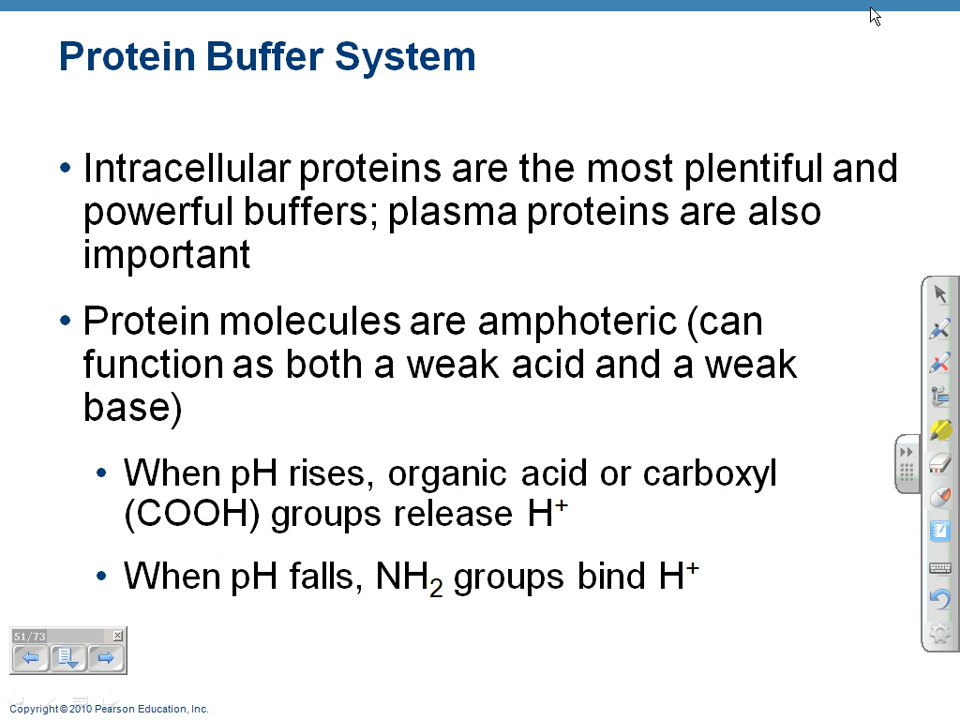 Protein Buffer System
• Intracellular proteins are the most plentiful and
powerful buffers; plasma proteins are also
important
• Protein molecules are amphoteric (can
function as both a weak acid and a weak
base)
• When pH rises, organic acid or carboxyl
(COOH) groups release H⁺
• When pH falls, NH₂ groups bind H⁺
51/73
Copyright © 2010 Pearson Education, Inc.